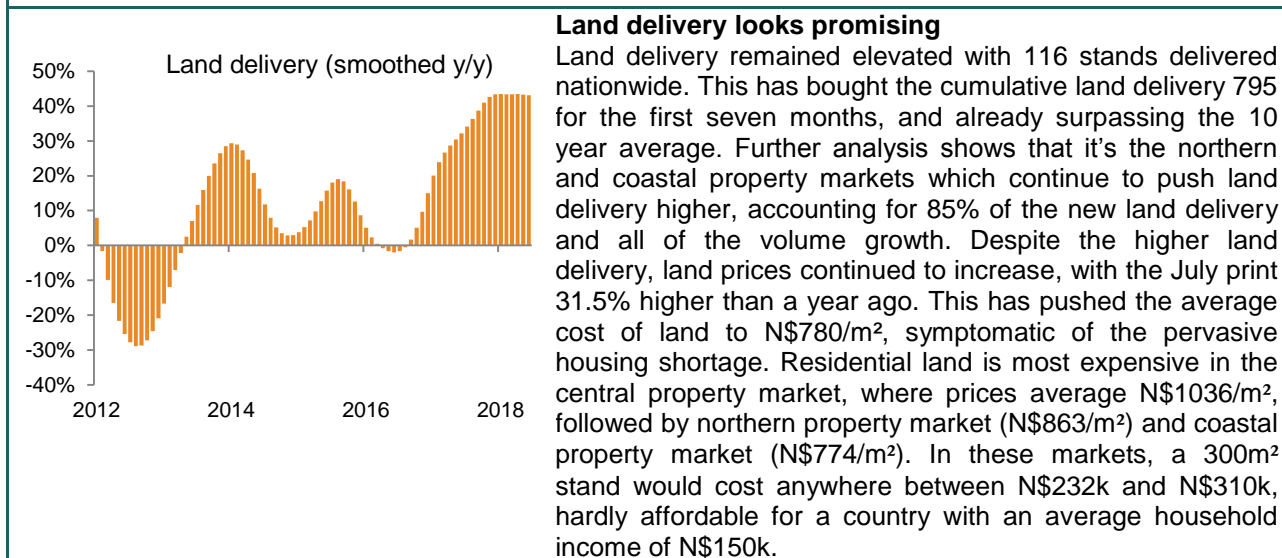 Land delivery (smoothed y/y)
50%
40%
30%
20%
10%
0%
-10%
-20%
-30%
-40%
2012 2014 2016 2018
Land delivery looks promising
Land delivery remained elevated with 116 stands delivered
nationwide. This has bought the cumulative land delivery 795
for the first seven months, and already surpassing the 10
year average. Further analysis shows that it's the northern
and coastal property markets which continue to push land
delivery higher, accounting for 85% of the new land delivery
and all of the volume growth. Despite the higher land
delivery, land prices continued to increase, with the July print
31.5% higher than a year ago. This has pushed the average
cost of land to N$780/m², symptomatic of the pervasive
housing shortage. Residential land is most expensive in the
central property market, where prices average N$1036/m²,
followed by northern property market (N$863/m²) and coastal
property market (N$774/m²). In these markets, a 300m²
stand would cost anywhere between N$232k and N$310k,
hardly affordable for a country with an average household
income of N$150k.